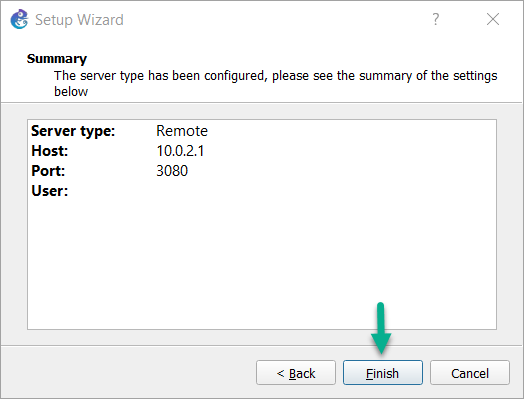 Setup Wizard
Summary
The server type has been configured, please see the summary of the settings
below
Server type: Remote
Host: 10.0.2.1
Port: 3080
User:
< Back Finish Cancel